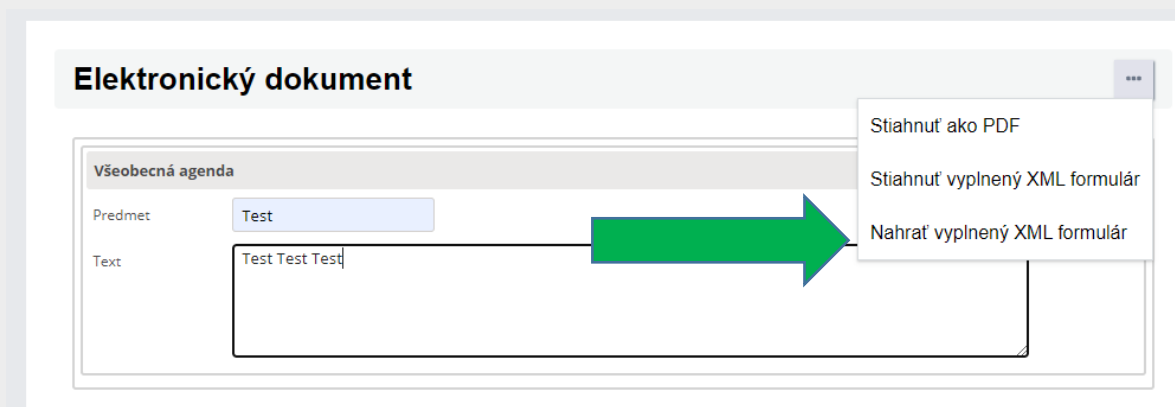 Elektronický dokument
•••
Stiahnuť ako PDF
Stiahnuť vyplnený XML formulár
Nahrať vyplnený XML formulár
Všeobecná agenda
Predmet
Test
Text
Test Test Test